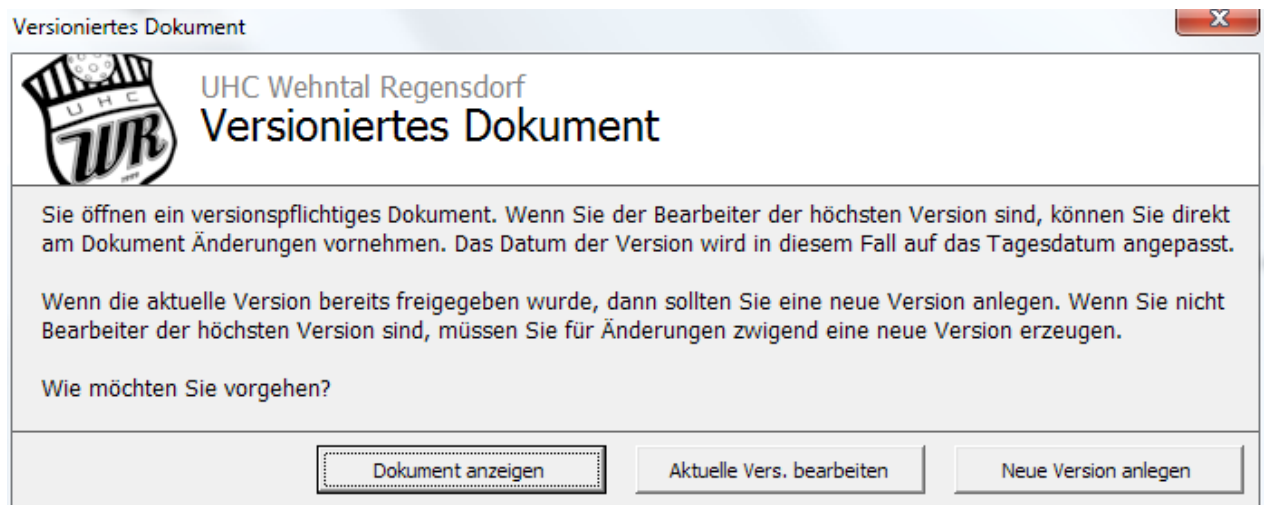 Versioniertes Dokument
UHC
WR
UHC Wehntal Regensdorf
Versioniertes Dokument
Sie öffnen ein versionspflichtiges Dokument. Wenn Sie der Bearbeiter der höchsten Version sind, können Sie direkt
am Dokument Änderungen vornehmen. Das Datum der Version wird in diesem Fall auf das Tagesdatum angepasst.
Wenn die aktuelle Version bereits freigegeben wurde, dann sollten Sie eine neue Version anlegen. Wenn Sie nicht
Bearbeiter der höchsten Version sind, müssen Sie für Änderungen zwigend eine neue Version erzeugen.
Wie möchten Sie vorgehen?
Dokument anzeigen
Aktuelle Vers. bearbeiten
Neue Version anlegen